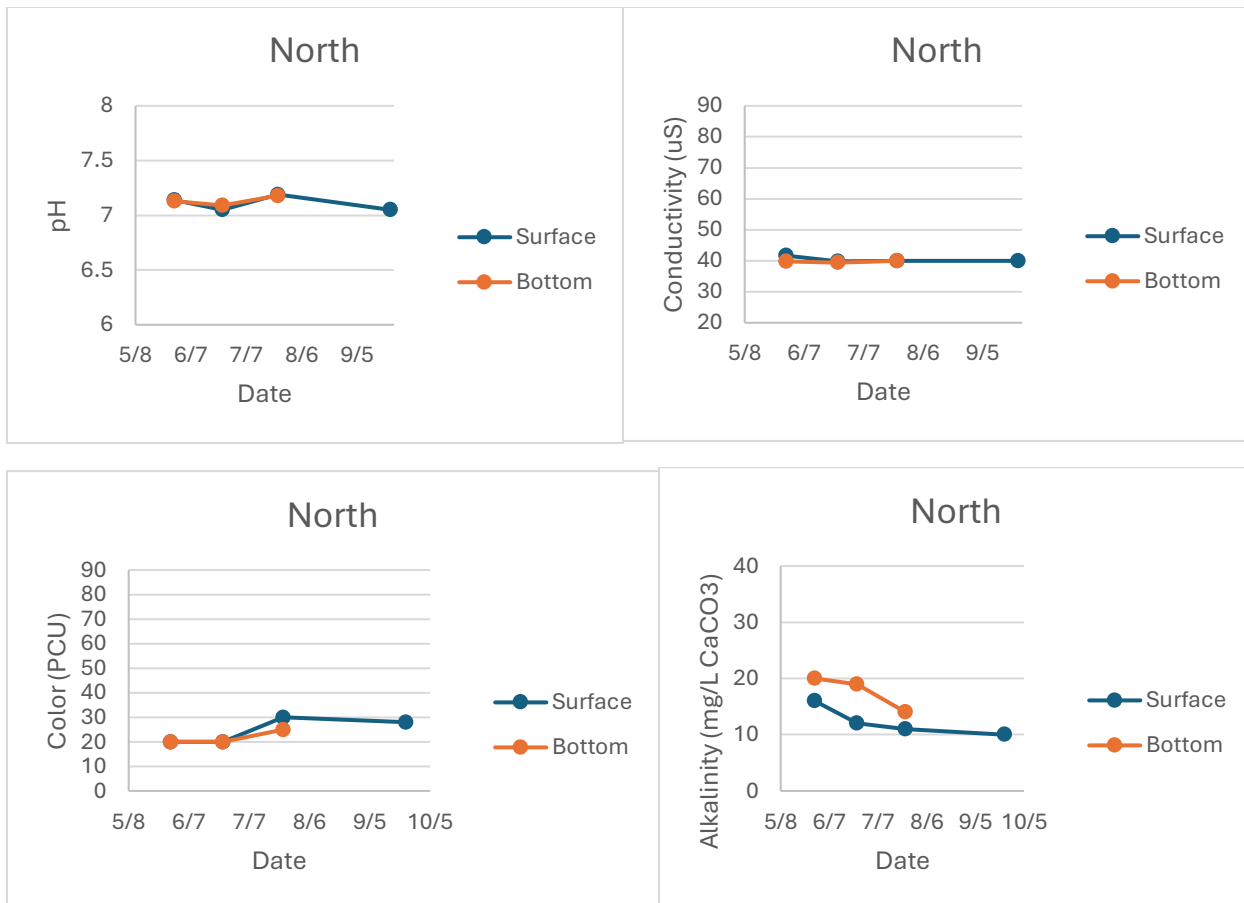 North
8
7.5
7
6.5
6
pH
5/8 6/7 7/7 8/6 9/5
Date
Surface
Bottom
North
90
80
70
60
50
40
30
20
Conductivity (uS)
5/8 6/7 7/7 8/6 9/5
Date
Surface
Bottom
North
90
80
70
60
50
40
30
20
10
0
Color (PCU)
5/8 6/7 7/7 8/6 9/5 10/5
Date
Surface
Bottom
North
40
30
20
10
0
Alkalinity (mg/L CaCO3)
5/8 6/7 7/7 8/6 9/5 10/5
Date
Surface
Bottom